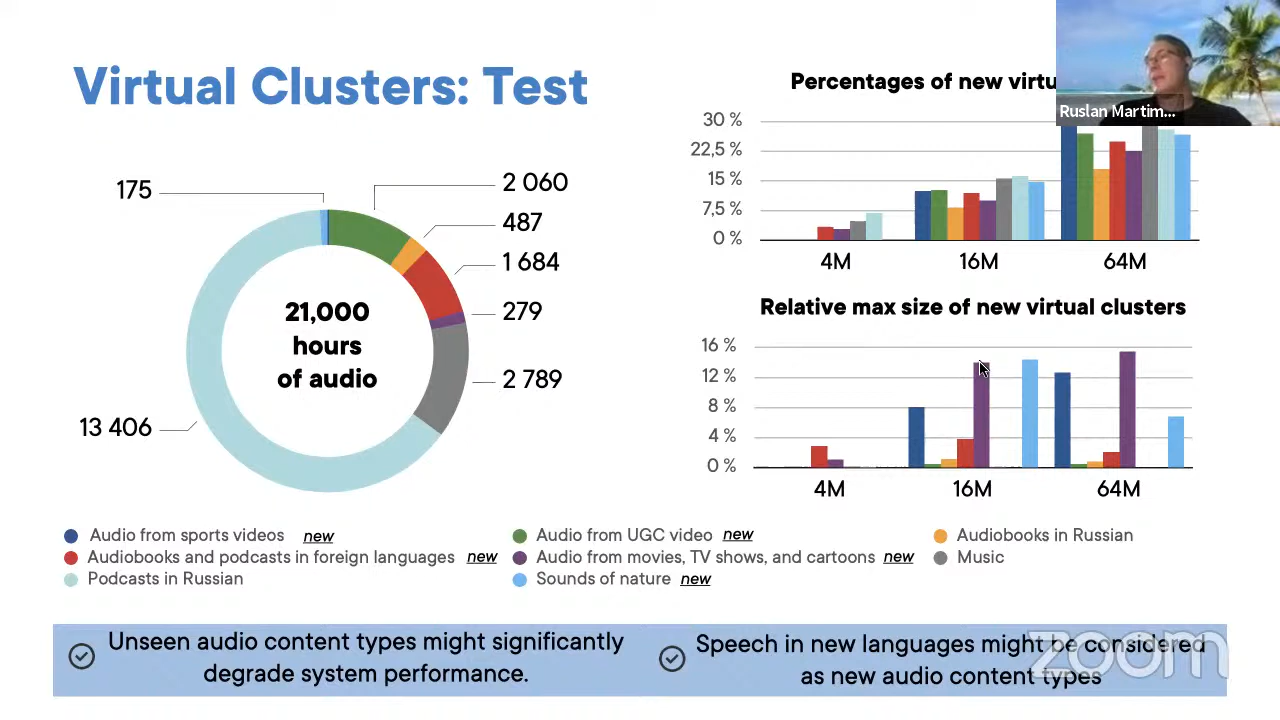 Virtual Clusters: Test
175
2 060
487
1 684
279
2 789
13 406
21,000
hours
of audio
Percentages of new virtu
30 %
22,5 %
15 %
7,5 %
0 %
4M
16M
64M
Relative max size of new virtual clusters
16 %
12 %
8 %
4 %
0 %
4M
16M
64M
Ruslan Martim...
Audio from sports videos new
Audio from UGC video new
Audiobooks in Russian
Audiobooks and podcasts in foreign languages new
Audio from movies, TV shows, and cartoons new
Music
Podcasts in Russian
Sounds of nature new
Unseen audio content types might significantly
degrade system performance.
Speech in new languages might be considered
as new audio content types
zoom